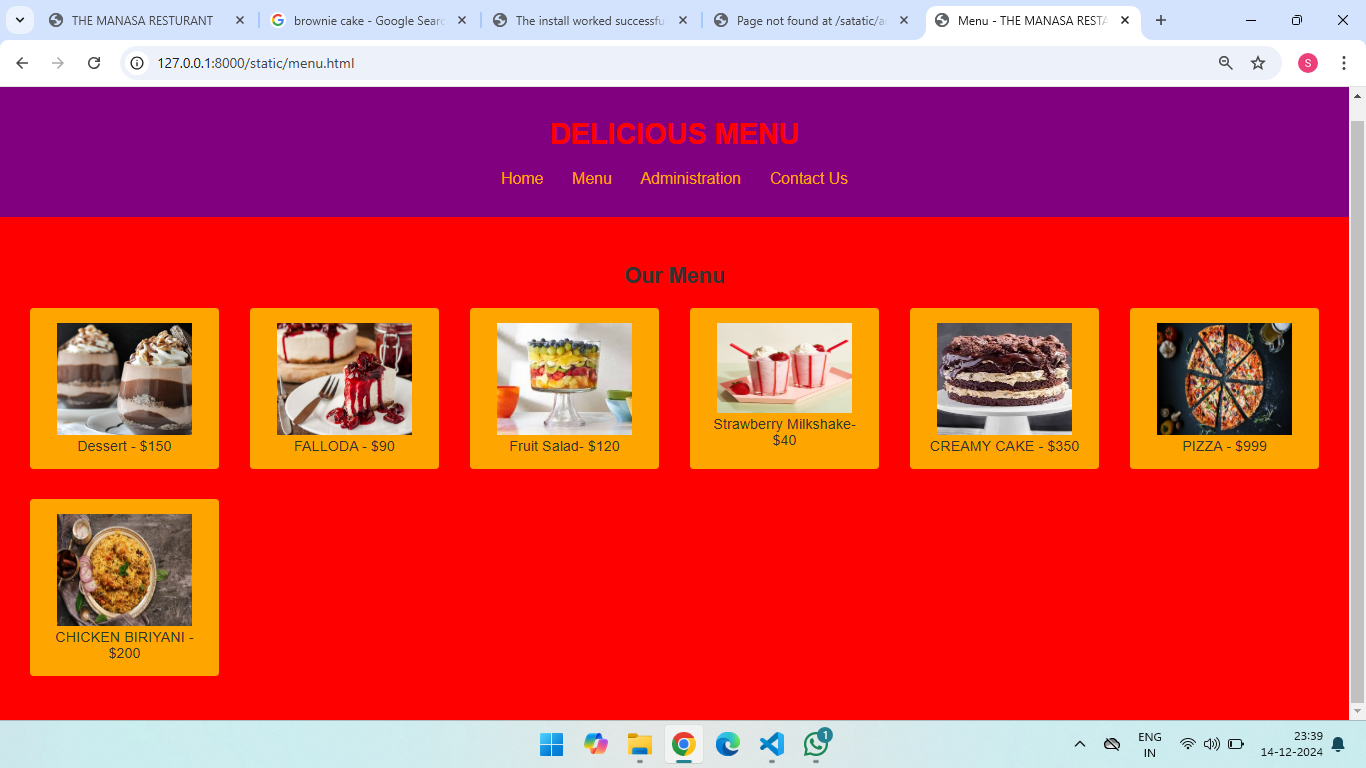 THE MANASA RESTURANT
brownie cake - Google Sear
The install worked successfu
Page not found at /satatic/a
Menu - THE MANASA RESTA
127.0.0.1:8000/static/menu.html
S
DELICIOUS MENU
Home Menu Administration Contact Us
Our Menu
Dessert - $150
FALLODA - $90
Fruit Salad- $120
Strawberry Milkshake-
$40
CREAMY CAKE - $350
PIZZA - $999
CHICKEN BIRIYANI -
$200
1
ENG
IN
23:39
14-12-2024